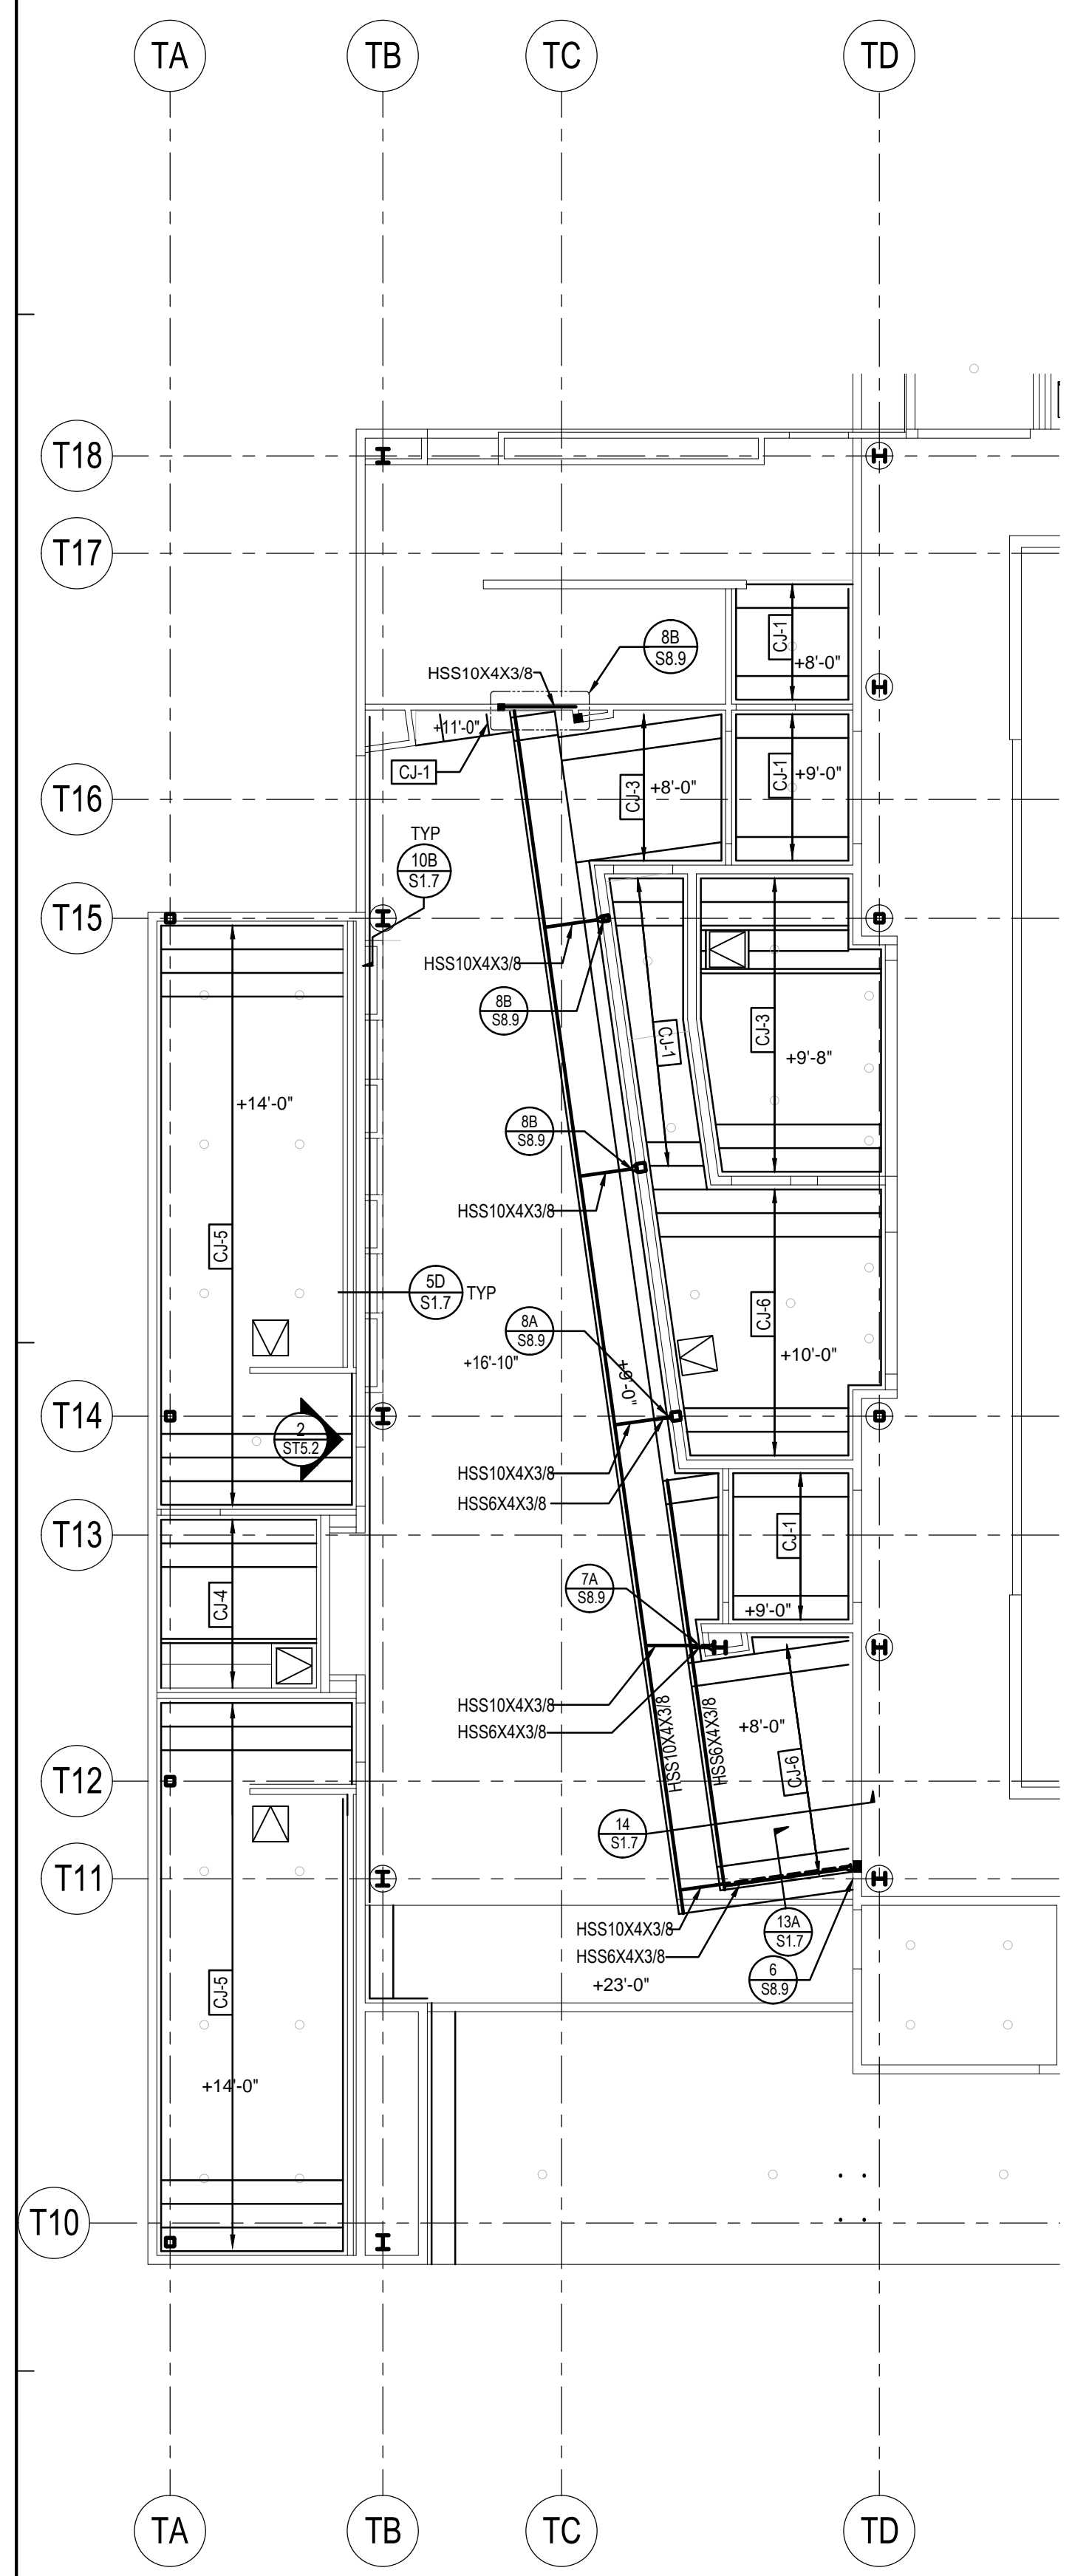 TA
TB
TC
TD
T18
T17
8B
S8.9
CJ-1
+8'-0"
HSS10X4X3/8
+11'-0"
CJ-1
CJ-3
+8'-0"
CJ-1
+9'-0"
T16
TYP
10B
S1.7
T15
HSS10X4X3/8
8B
S8.9
CJ-1
CJ-3
+9'-8"
+14'-0"
8B
S8.9
HSS10X4X3/8
CJ-5
5D
S1.7
TYP
8A
S8.9
CJ-6
+10'-0"
+16'-10"
+9'-0"
T14
2
ST5.2
HSS10X4X3/8
HSS6X4X3/8
T13
CJ-1
7A
S8.9
CJ-4
+9'-0"
HSS10X4X3/8
HSS6X4X3/8
HSS10X4X3/8
HSS6X4X3/8
+8'-0"
CJ-6
T12
14
S1.7
T11
HSS10X4X3/8
HSS6X4X3/8
13A
S1.7
+23'-0"
6
S8.9
CJ-5
+14'-0"
T10
TA
TB
TC
TD